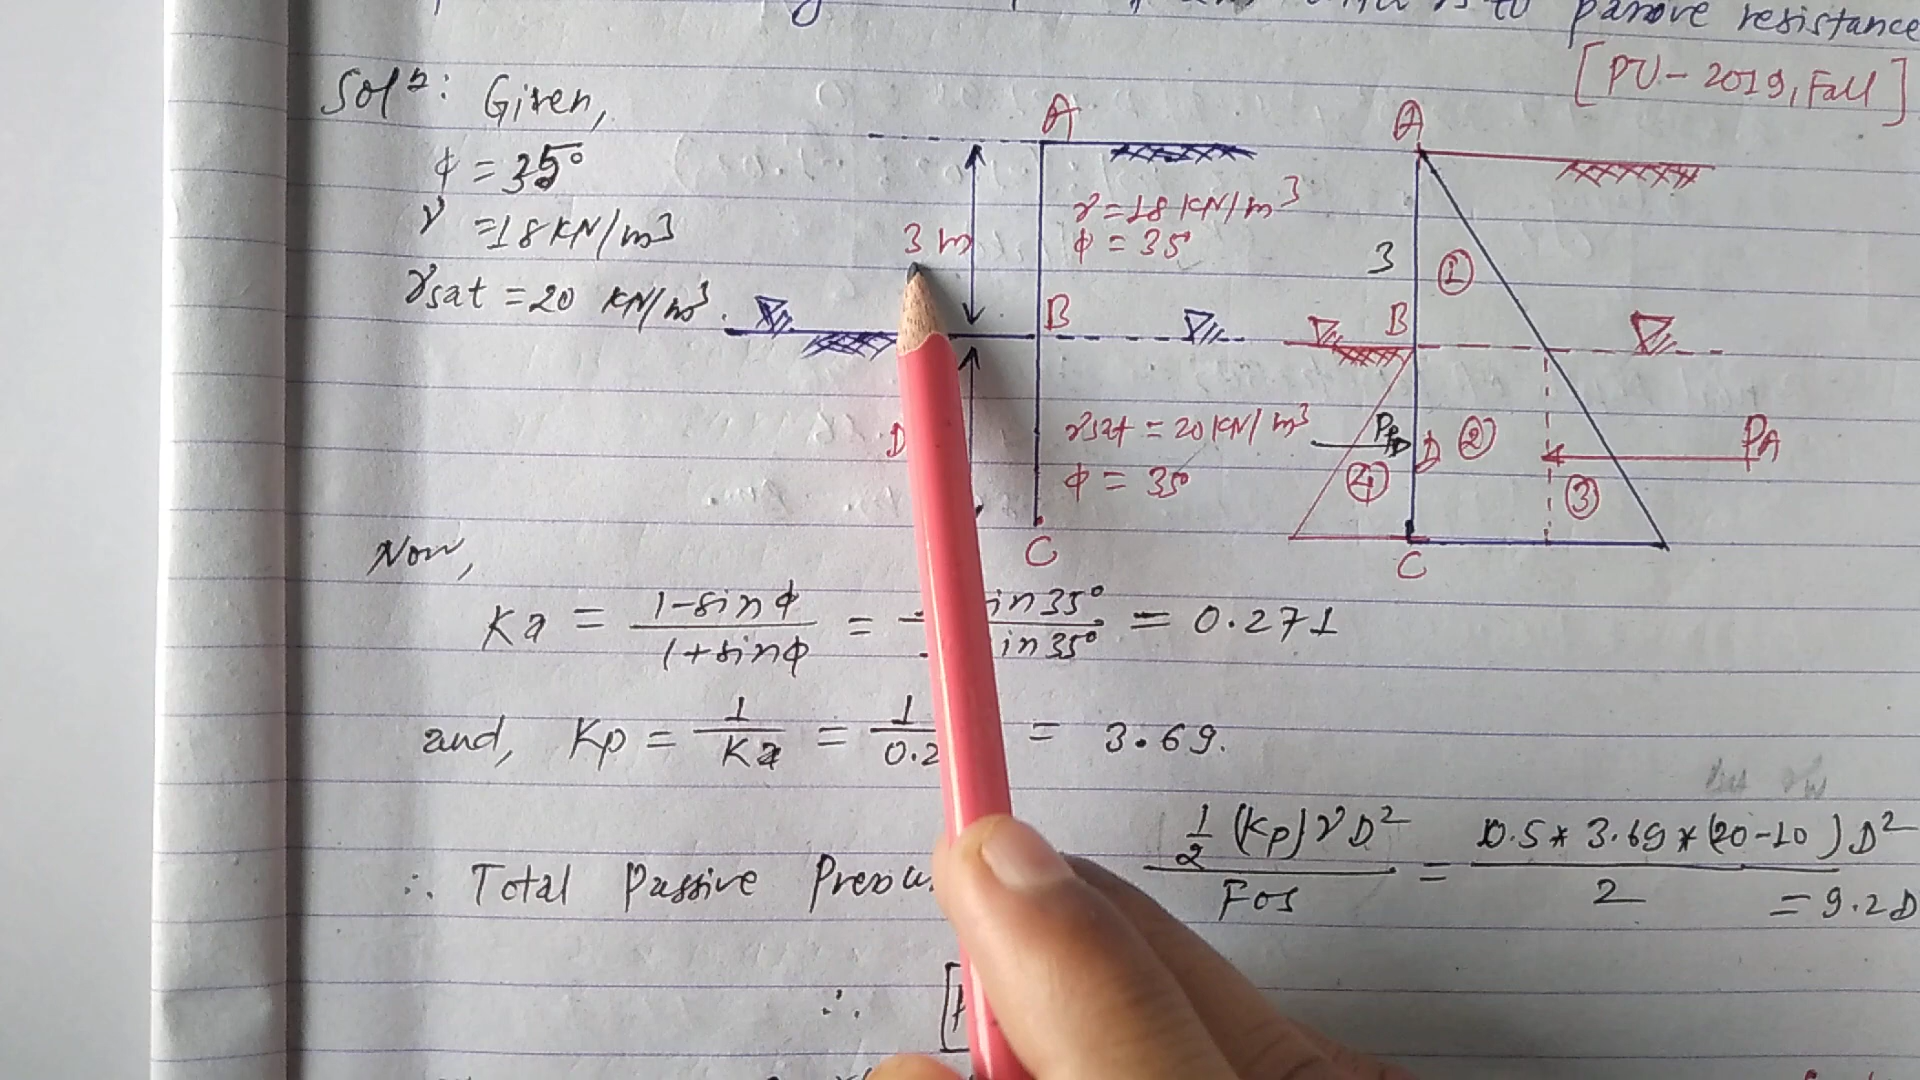 is to passive resistance
[PU-2019, Fall]
Solⁿ: Given,
ϕ = 35°
γ = 18 KN/m³
γsat = 20 KN/m³.
A
3 m
γ = 18 KN/m³
ϕ = 35°
B
D
γsat = 20 KN/m³
ϕ = 35°
C
A
3
①
B
PP
D
②
④
③
PA
C
Now,
Ka = 1-sinϕ / 1+sinϕ = in35° / in35° = 0.271
and, Kp = 1 / Ka = 1 / 0.2 = 3.69.
∴ Total Passive Pressu 1/2 (Kp) γ D² / Fos = 0.5 * 3.69 * (20-10) D² / 2
= 9.2D
∴